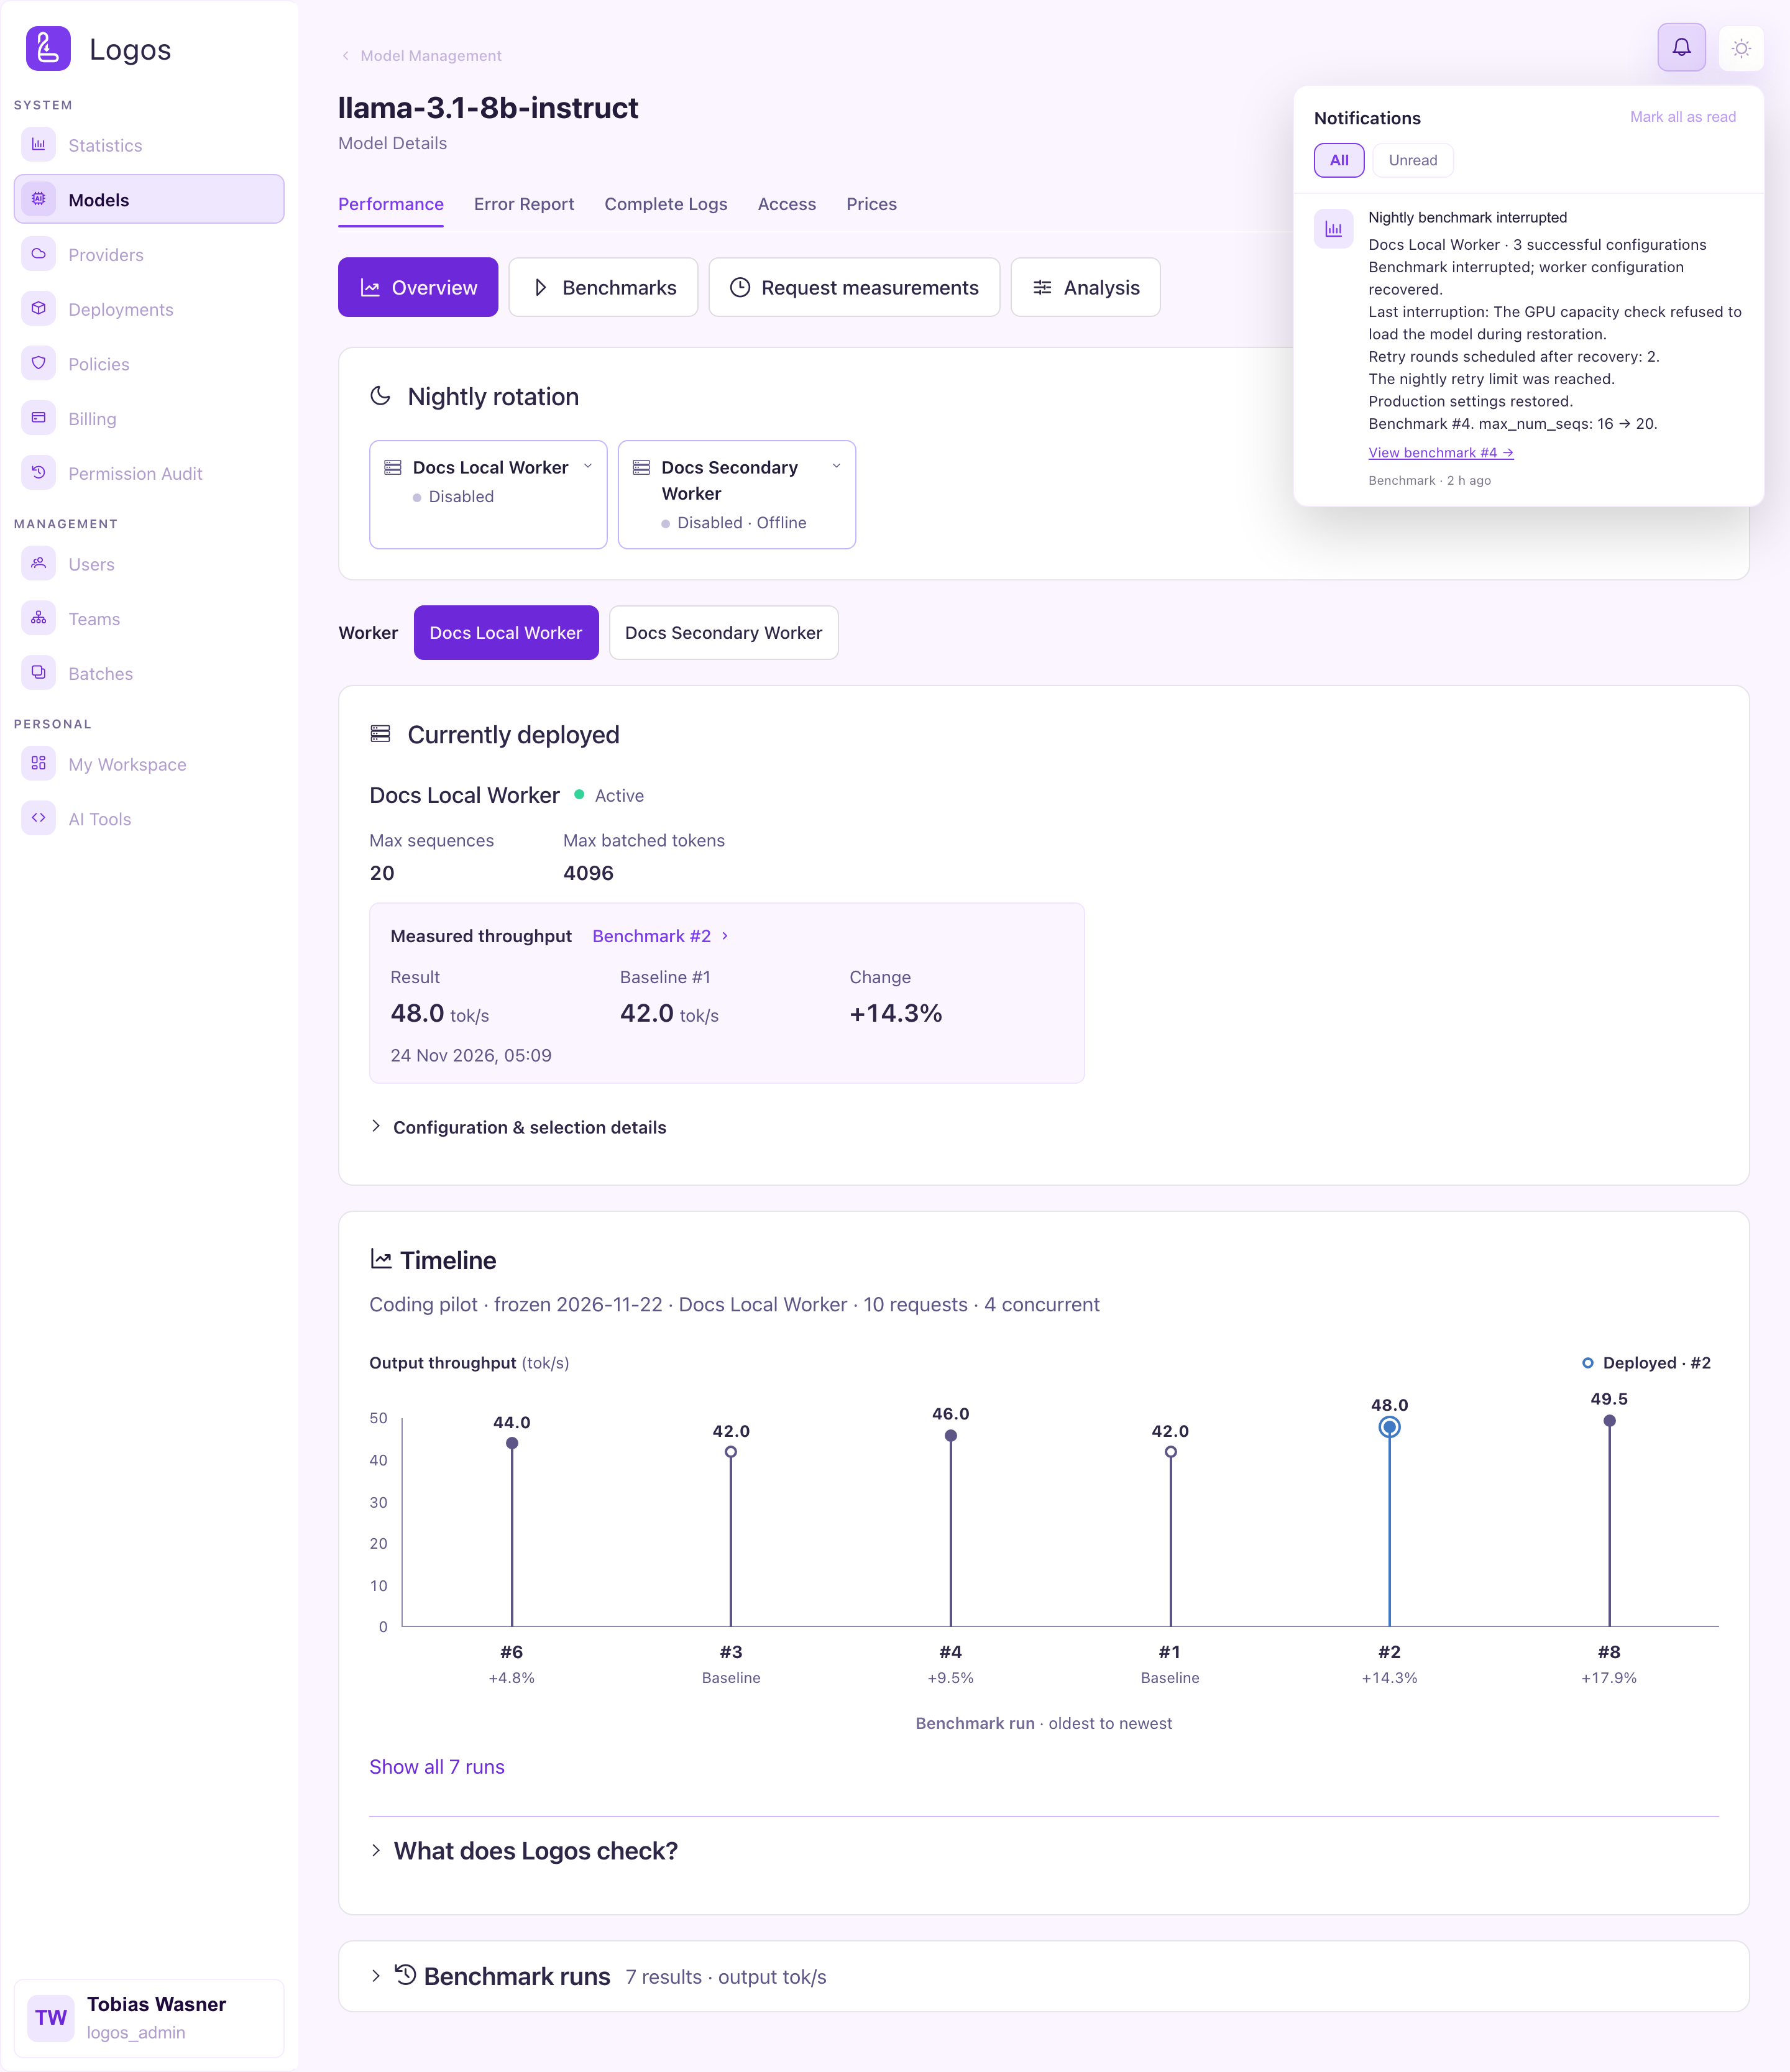 Logos
SYSTEM
Statistics
Models
Providers
Deployments
Policies
Billing
Permission Audit
MANAGEMENT
Users
Teams
Batches
PERSONAL
My Workspace
AI Tools
TW
Tobias Wasner
logos_admin
Model Management
llama-3.1-8b-instruct
Model Details
Performance Error Report Complete Logs Access Prices
Overview Benchmarks Request measurements Analysis
Notifications Mark all as read
All Unread
Nightly benchmark interrupted
Docs Local Worker · 3 successful configurations
Benchmark interrupted; worker configuration
recovered.
Last interruption: The GPU capacity check refused to
load the model during restoration.
Retry rounds scheduled after recovery: 2.
The nightly retry limit was reached.
Production settings restored.
Benchmark #4. max_num_seqs: 16 → 20.
View benchmark #4 →
Benchmark · 2 h ago
Nightly rotation
Docs Local Worker
Disabled
Docs Secondary
Worker
Disabled · Offline
Worker Docs Local Worker Docs Secondary Worker
Currently deployed
Docs Local Worker Active
Max sequences Max batched tokens
20 4096
Measured throughput Benchmark #2
Result Baseline #1 Change
48.0 tok/s 42.0 tok/s +14.3%
24 Nov 2026, 05:09
Configuration & selection details
Timeline
Coding pilot · frozen 2026-11-22 · Docs Local Worker · 10 requests · 4 concurrent
Output throughput (tok/s) Deployed · #2
50
40
30
20
10
0
44.0 42.0 46.0 42.0 48.0 49.5
#6 #3 #4 #1 #2 #8
+4.8% Baseline +9.5% Baseline +14.3% +17.9%
Benchmark run · oldest to newest
Show all 7 runs
What does Logos check?
Benchmark runs 7 results · output tok/s